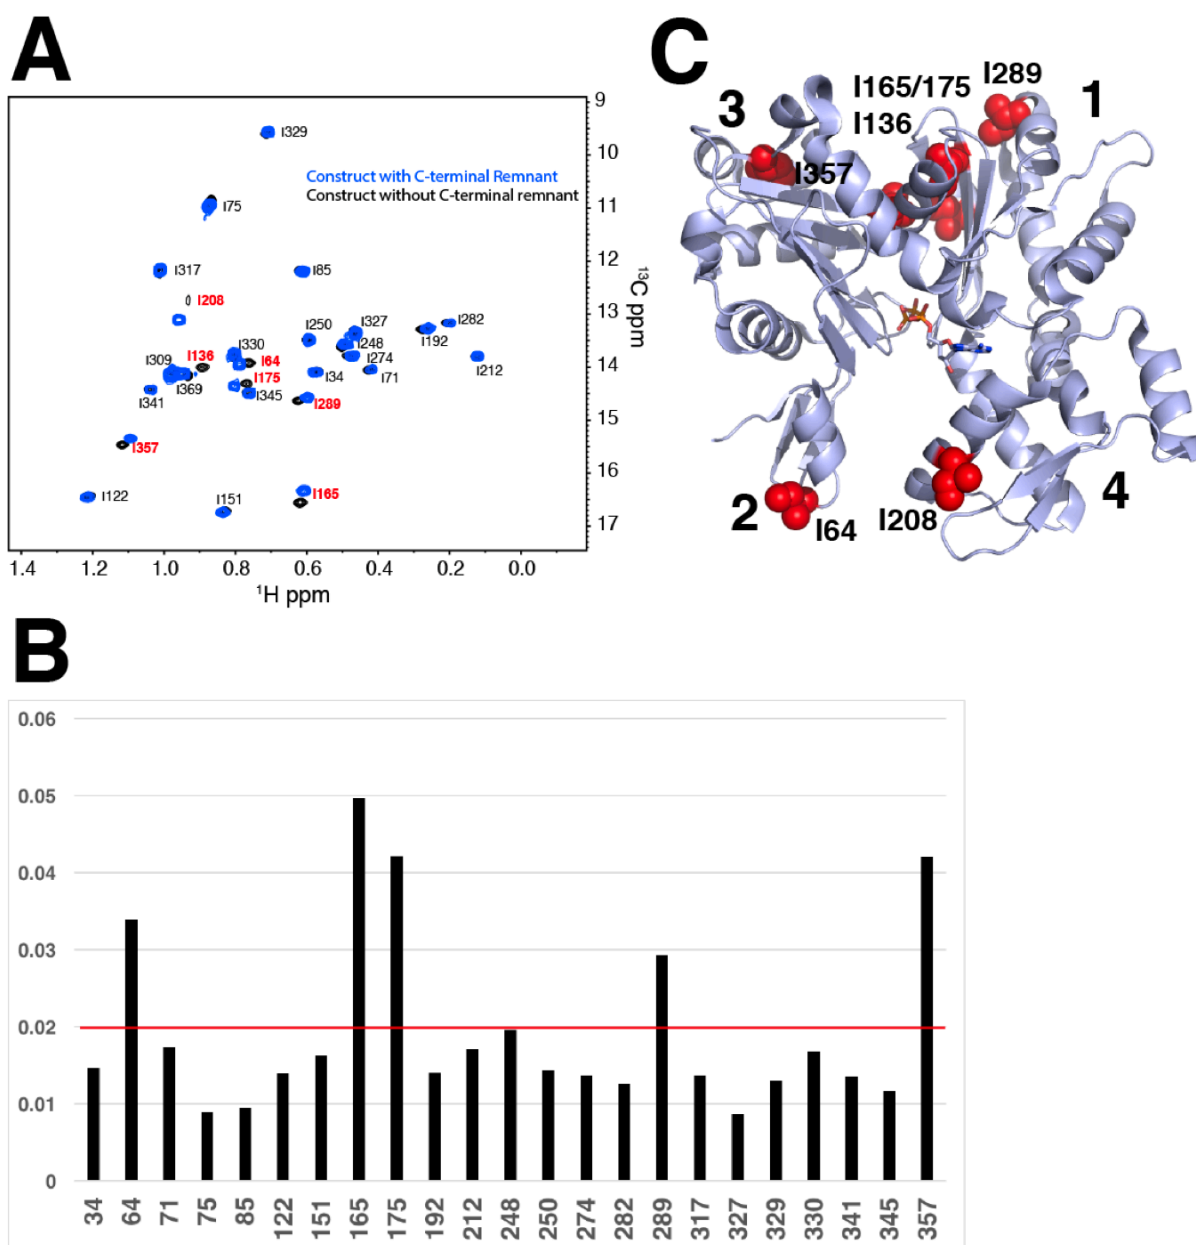 A
C
9
10
11
12
13
14
15
16
17
¹³C ppm
I329
Construct with C-terminal Remnant
Construct without C-terminal remnant
I75
I317
I85
I208
I250
I327
I282
I192
I330
I248
I309
I136
I64
I274
I212
I175
I34
I71
I369
I341
I345
I289
I357
I122
I151
I165
1.4 1.2 1.0 0.8 0.6 0.4 0.2 0.0
¹H ppm
3
I165/175
I289
1
I136
I357
2
I64
I208
4
B
0.06
0.05
0.04
0.03
0.02
0.01
0
34 64 71 75 85 122 151 165 175 192 212 248 250 274 282 289 317 327 329 330 341 345 357